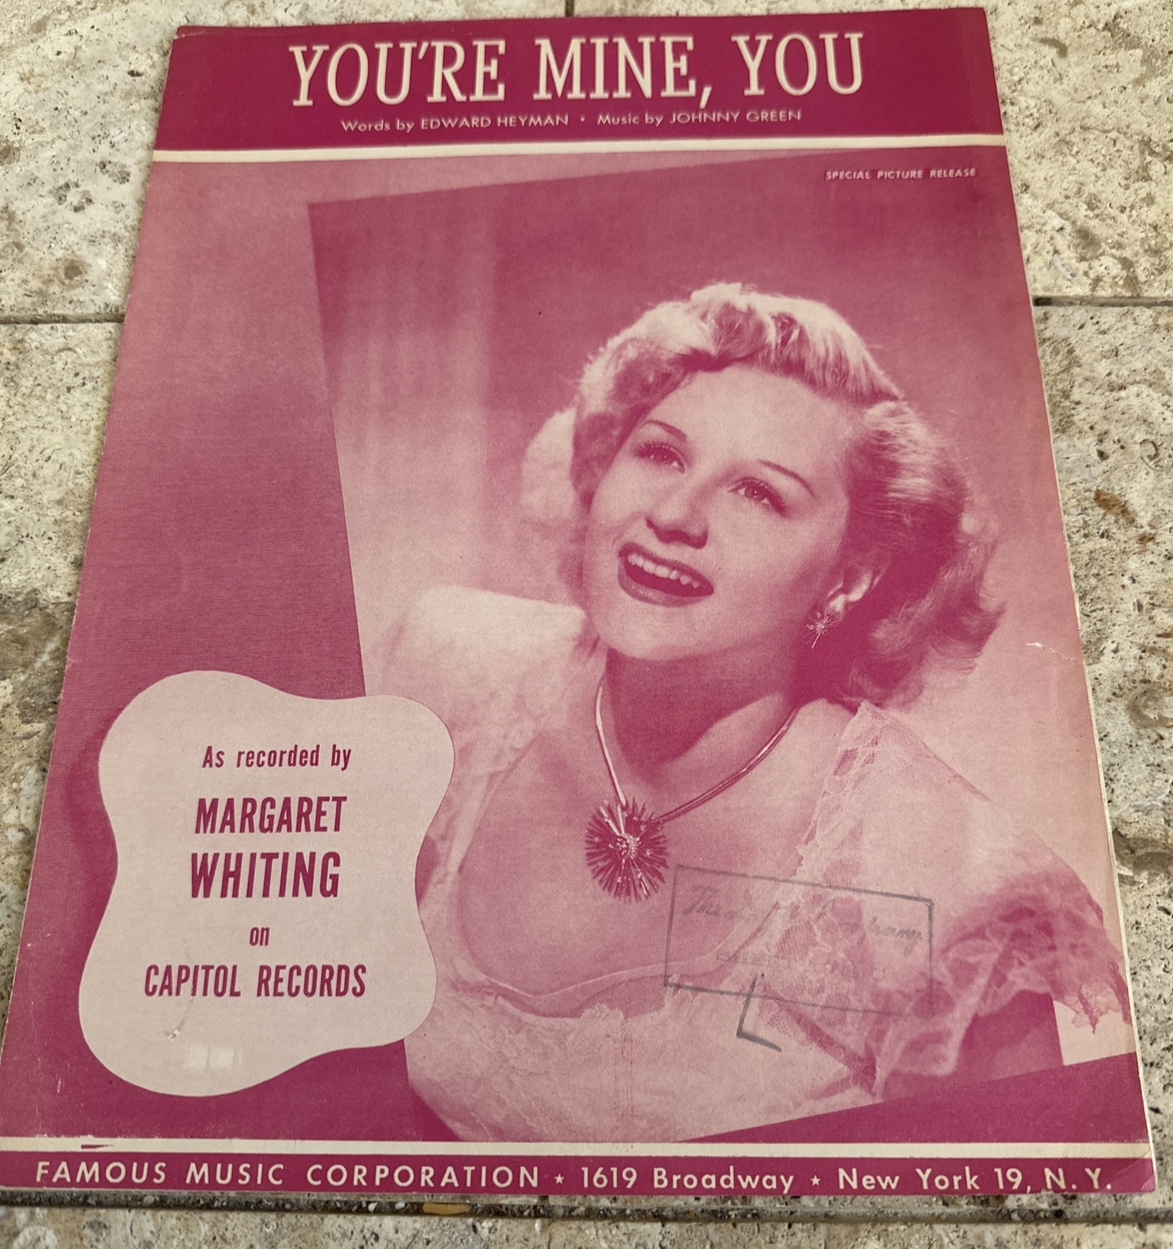 YOU'RE MINE, YOU
Words by EDWARD HEYMAN • Music by JOHNNY GREEN
SPECIAL PICTURE RELEASE
As recorded by
MARGARET
WHITING
on
CAPITOL RECORDS
FAMOUS MUSIC CORPORATION ★ 1619 Broadway ★ New York 19, N. Y.